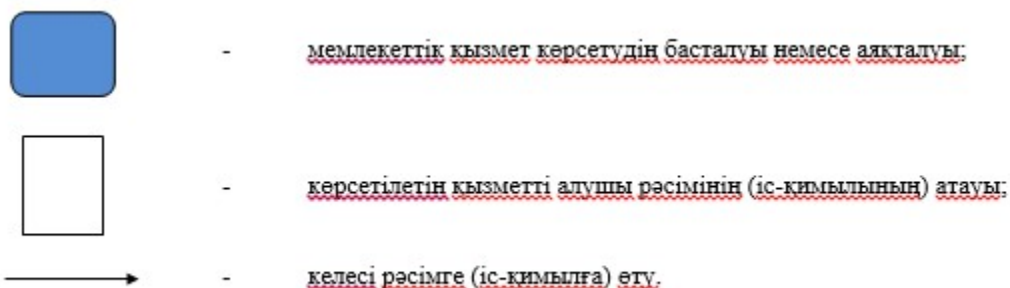 - мемлекеттік қызмет көрсетудің басталуы немесе аяқталуы;
- көрсетілетін қызметті алушы рәсімінің (іс-қимылының) атауы;
- келесі рәсімге (іс-қимылға) өту.